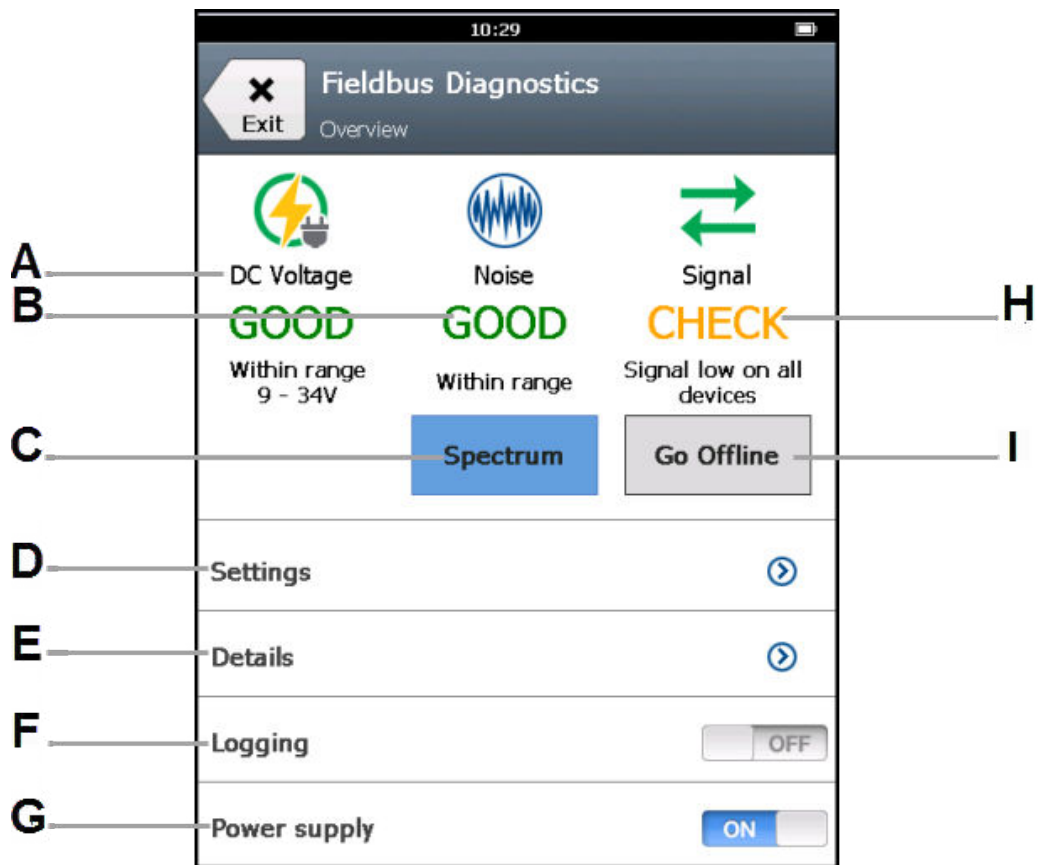 10:29
Exit
Fieldbus Diagnostics
Overview
A
DC Voltage
Noise
Signal
B
GOOD
GOOD
CHECK
H
Within range
9 - 34V
Within range
Signal low on all
devices
C
Spectrum
Go Offline
I
D
Settings
E
Details
F
Logging
OFF
G
Power supply
ON